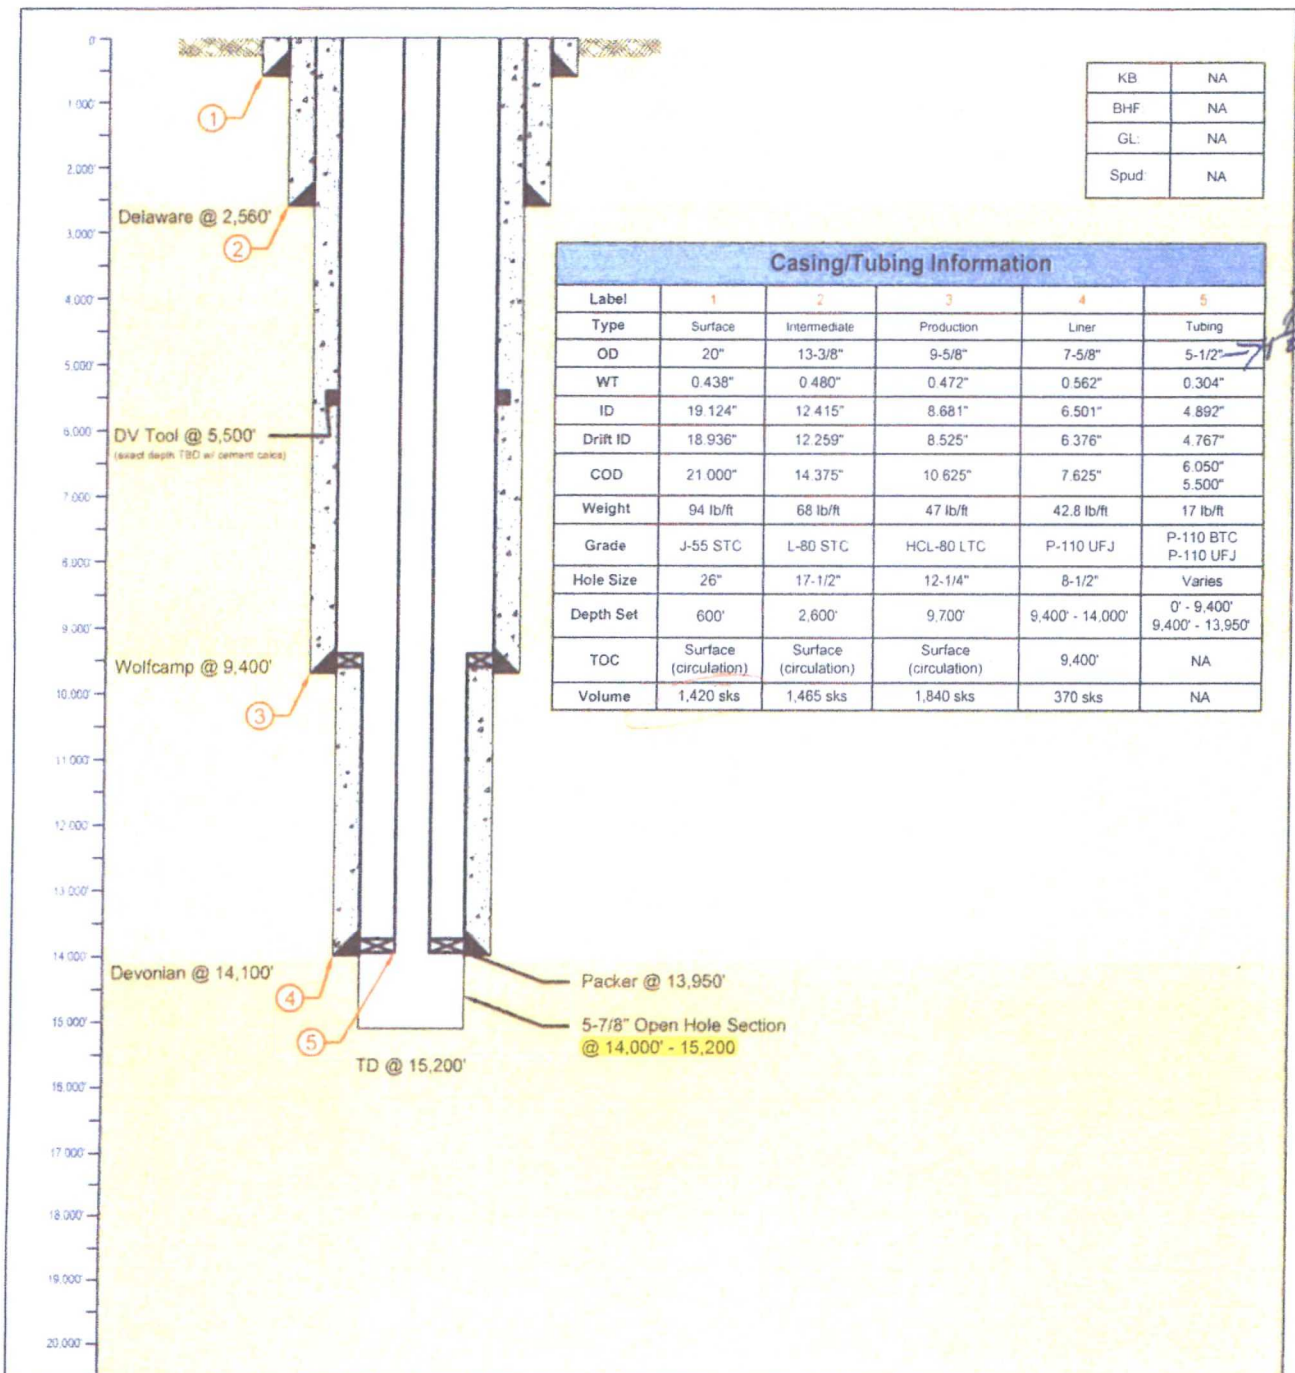 0'
1 000'
2.000'
3,000'
4 000'
5 000'
6,000'
7 000
8,000'
9 000'
10.000'
11 000'
12 000'
13 000'
14 000'
15 000'
16 000'
17 000'
18 000'
19 000'
20 000'
1
Delaware @ 2,560'
2
DV Tool @ 5,500'
(exact depth TBD w/ cement calcs)
Wolfcamp @ 9,400'
3
Devonian @ 14,100'
4
5
TD @ 15,200'
Packer @ 13,950'
5-7/8" Open Hole Section
@ 14,000' - 15,200
KB NA
BHF NA
GL: NA
Spud: NA
Casing/Tubing Information
Label 1 2 3 4 5
Type Surface Intermediate Production Liner Tubing
OD 20" 13-3/8" 9-5/8" 7-5/8" 5-1/2"
WT 0.438" 0.480" 0.472" 0.562" 0.304"
ID 19.124" 12.415" 8.681" 6.501" 4.892"
Drift ID 18.936" 12.259" 8.525" 6.376" 4.767"
COD 21.000" 14.375" 10.625" 7.625" 6.050"
5.500"
Weight 94 lb/ft 68 lb/ft 47 lb/ft 42.8 lb/ft 17 lb/ft
Grade J-55 STC L-80 STC HCL-80 LTC P-110 UFJ P-110 BTC
P-110 UFJ
Hole Size 26" 17-1/2" 12-1/4" 8-1/2" Varies
Depth Set 600' 2,600' 9,700' 9,400' - 14,000' 0' - 9,400'
9,400' - 13,950'
TOC Surface (circulation) Surface (circulation) Surface (circulation) 9,400' NA
Volume 1,420 sks 1,465 sks 1,840 sks 370 sks NA